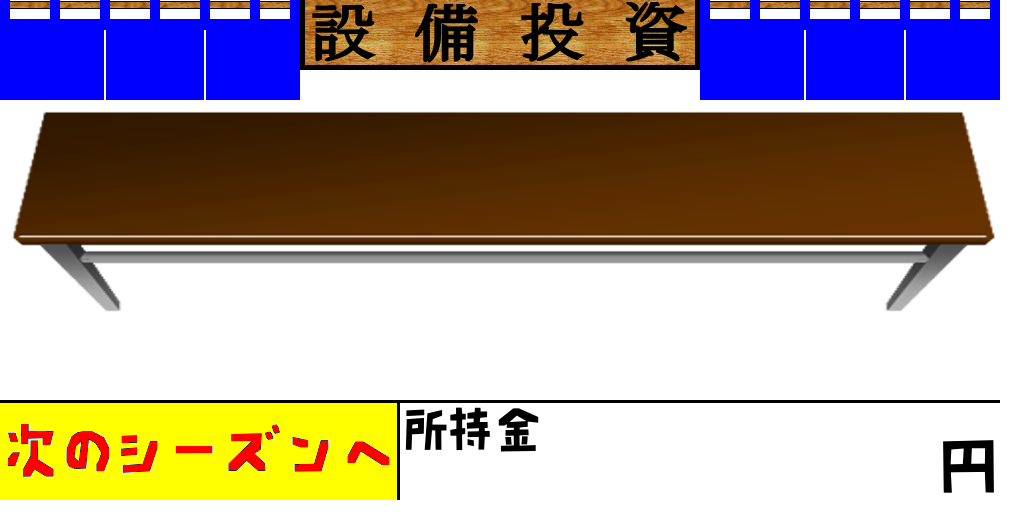 設備投資
次のシーズンへ
所持金
円